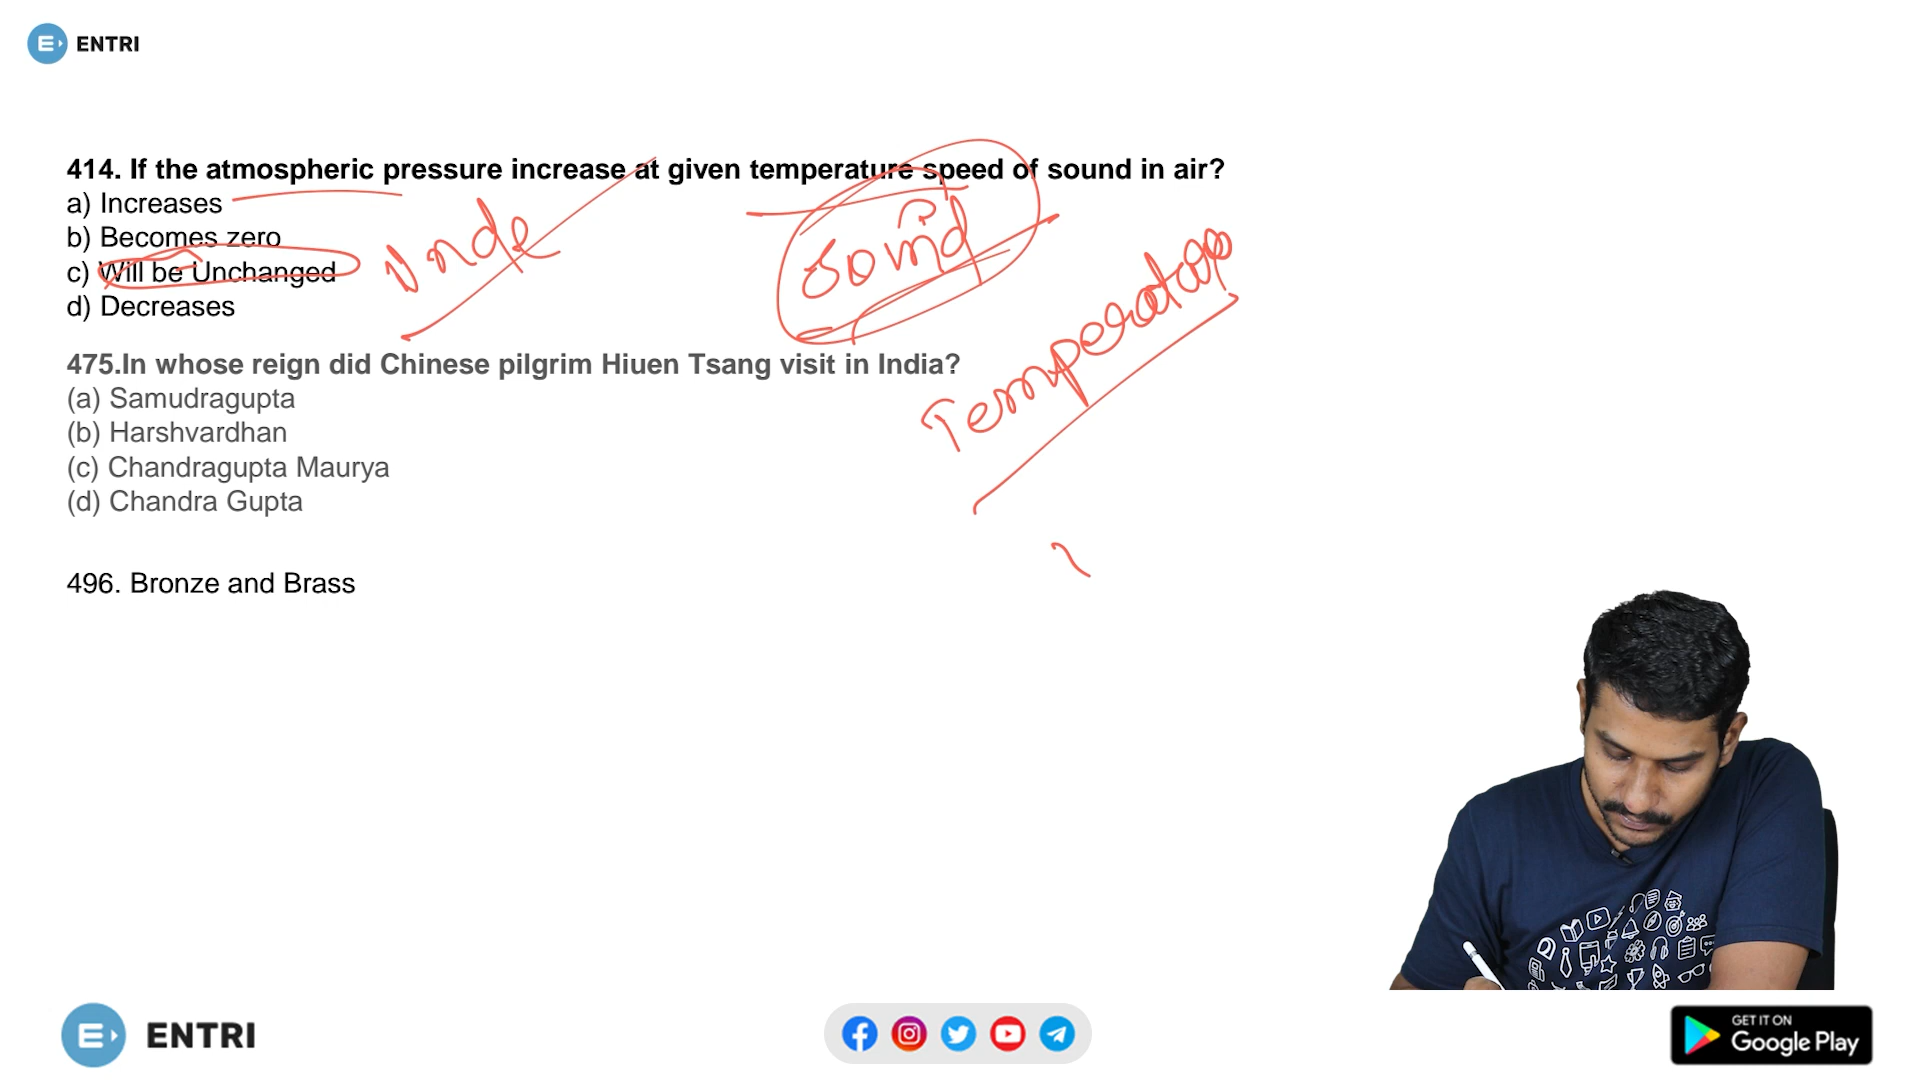 ENTRI
414. If the atmospheric pressure increase at given temperature speed of sound in air?
a) Increases
b) Becomes zero
c) Will be Unchanged
d) Decreases
475.In whose reign did Chinese pilgrim Hiuen Tsang visit in India?
(a) Samudragupta
(b) Harshvardhan
(c) Chandragupta Maurya
(d) Chandra Gupta
496. Bronze and Brass
ENTRI
GET IT ON
Google Play